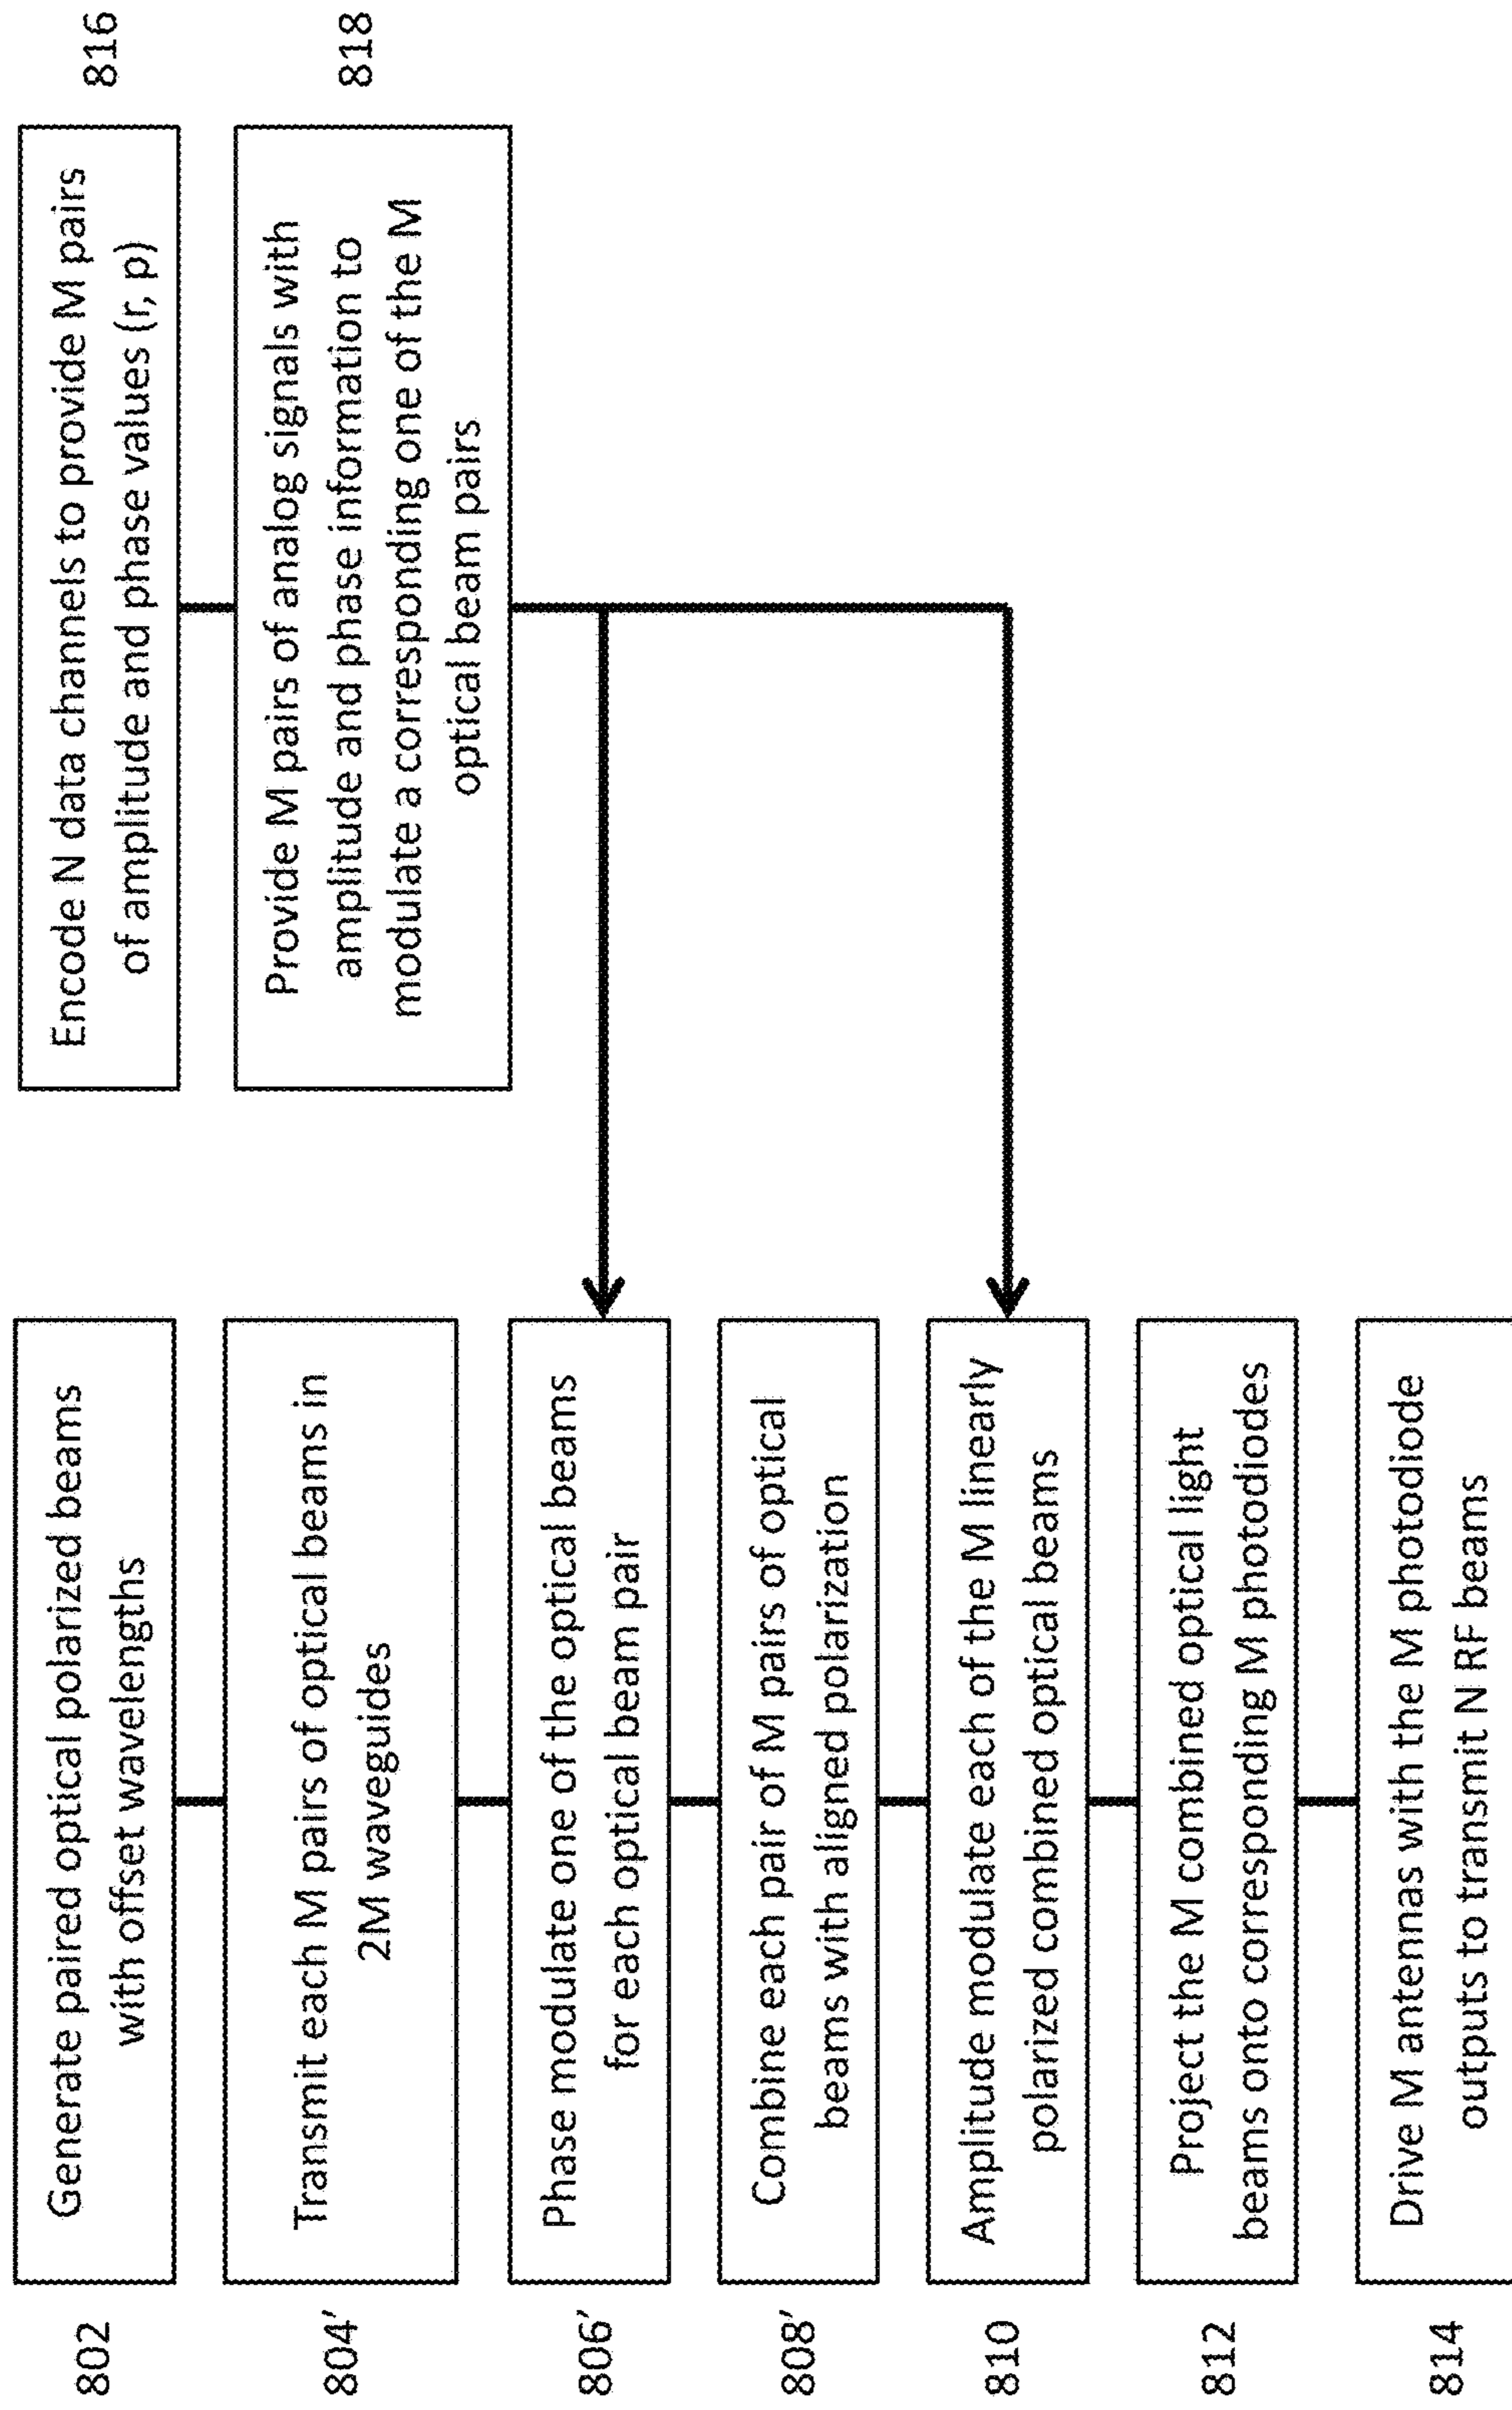 802
Generate paired optical polarized beams
with offset wavelengths
804′
Transmit each M pairs of optical beams in
2M waveguides
806′
Phase modulate one of the optical beams
for each optical beam pair
808′
Combine each pair of M pairs of optical
beams with aligned polarization
810
Amplitude modulate each of the M linearly
polarized combined optical beams
812
Project the M combined optical light
beams onto corresponding M photodiodes
814
Drive M antennas with the M photodiode
outputs to transmit N RF beams
Encode N data channels to provide M pairs
of amplitude and phase values (r, p)
816
Provide M pairs of analog signals with
amplitude and phase information to
modulate a corresponding one of the M
optical beam pairs
818